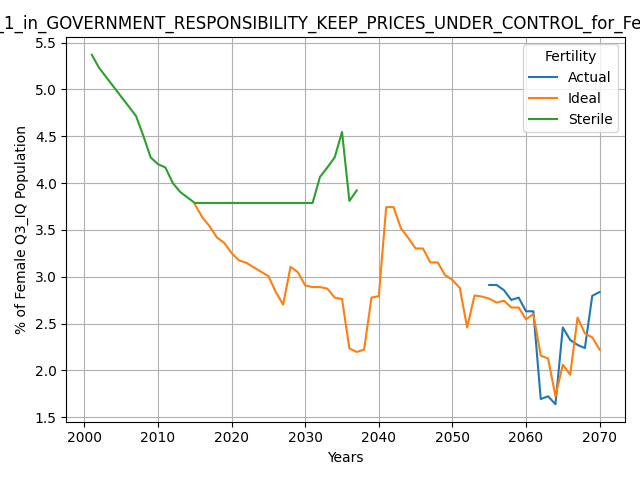 _1_in_GOVERNMENT_RESPONSIBILITY_KEEP_PRICES_UNDER_CONTROL_for_Fe
Fertility
Actual
Ideal
Sterile
% of Female Q3_IQ Population
5.5
5.0
4.5
4.0
3.5
3.0
2.5
2.0
1.5
2000 2010 2020 2030 2040 2050 2060 2070
Years